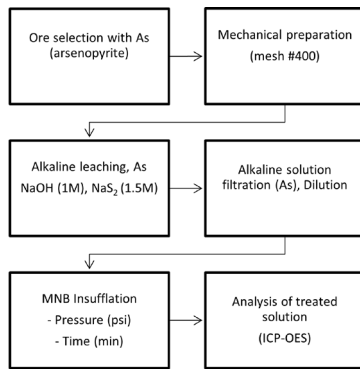 Ore selection with As
(arsenopyrite)
Mechanical preparation
(mesh #400)
Alkaline leaching, As
NaOH (1M), NaS₂ (1.5M)
Alkaline solution
filtration (As), Dilution
MNB Insufflation
- Pressure (psi)
- Time (min)
Analysis of treated
solution
(ICP-OES)